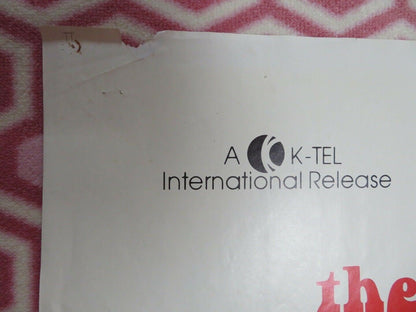 A K K-TEL
International Release
the